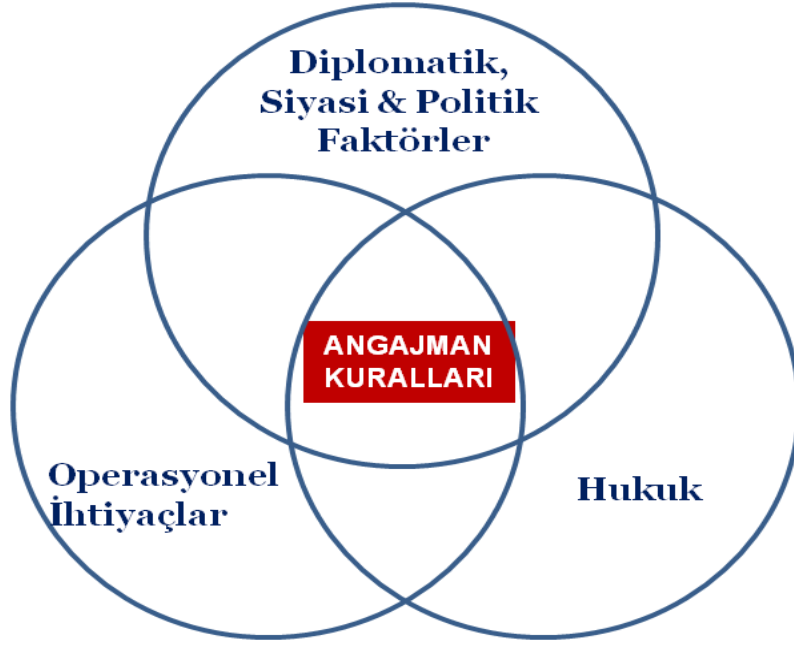 Diplomatik,
Siyasi & Politik
Faktörler
ANGAJMAN
KURALLARI
Operasyonel
İhtiyaçlar
Hukuk